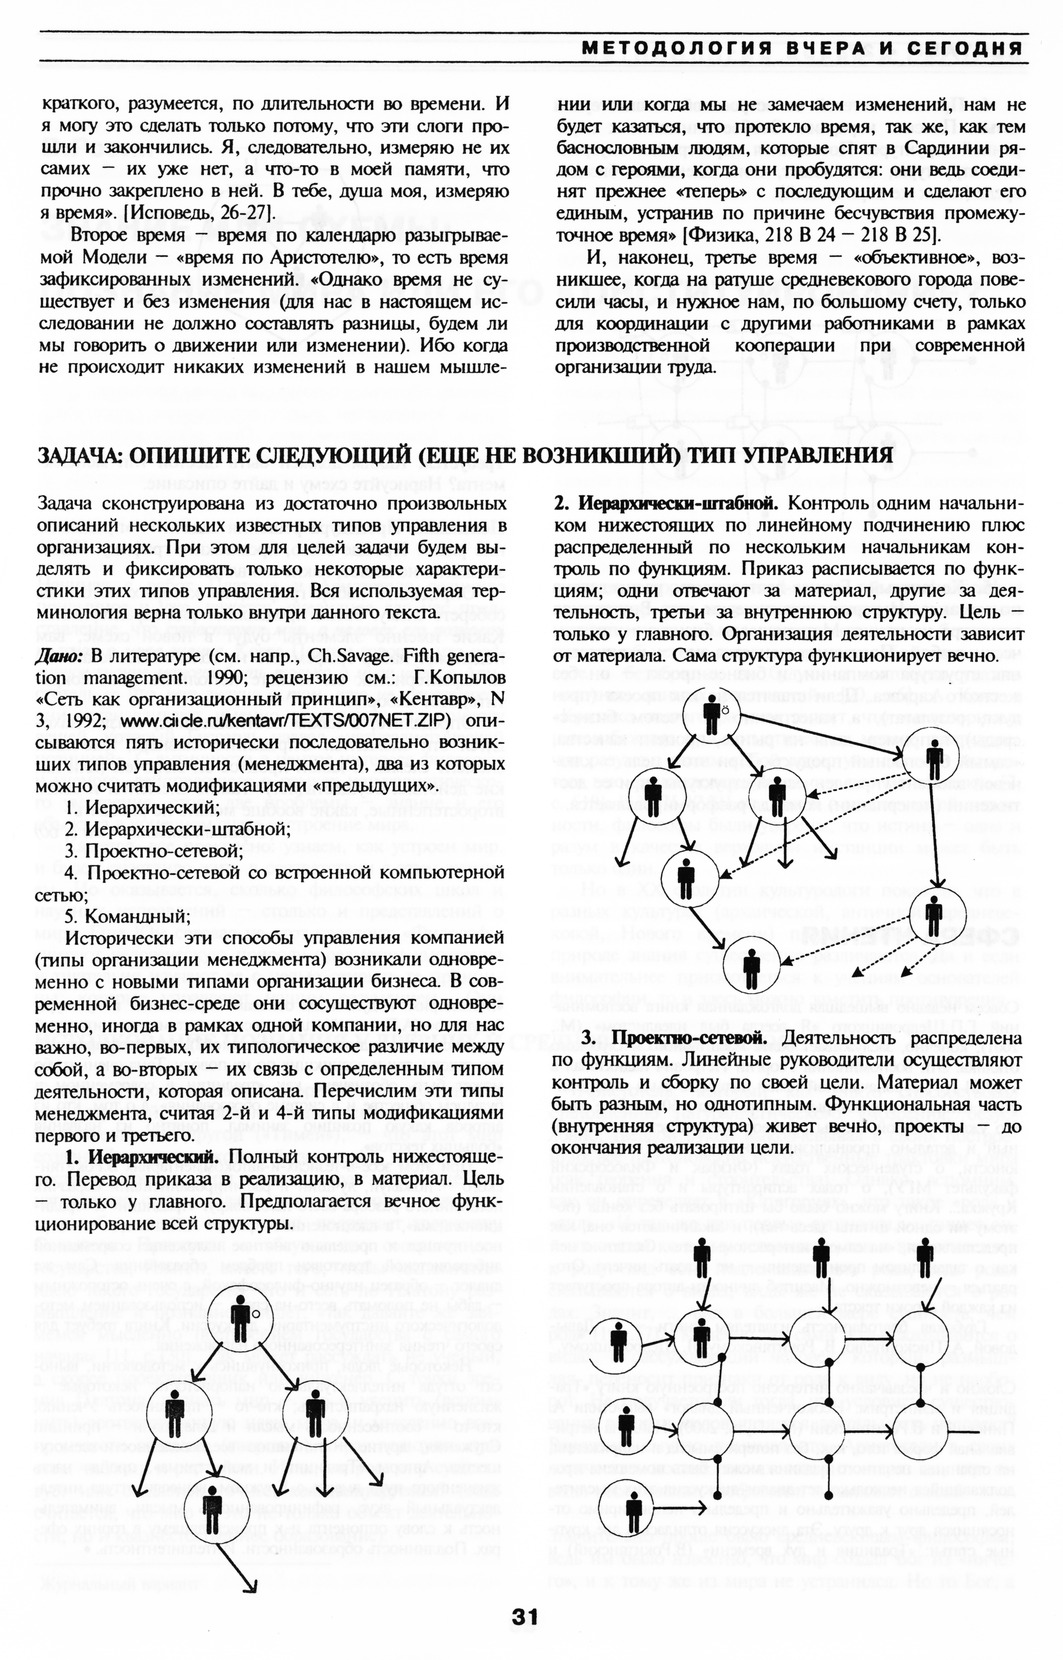 МЕТОДОЛОГИЯ ВЧЕРА И СЕГОДНЯ
краткого, разумеется, по длительности во времени. И
я могу это сделать только потому, что эти слоги про-
шли и закончились. Я, следовательно, измеряю не их
самих — их уже нет, а что-то в моей памяти, что
прочно закреплено в ней. В тебе, душа моя, измеряю
я время». [Исповедь, 26-27].
Второе время — время по календарю разыгрывае-
мой Модели — «время по Аристотелю», то есть время
зафиксированных изменений. «Однако время не су-
ществует и без изменения (для нас в настоящем ис-
следовании не должно составлять разницы, будем ли
мы говорить о движении или изменении). Ибо когда
не происходит никаких изменений в нашем мышле-
нии или когда мы не замечаем изменений, нам не
будет казаться, что протекло время, так же, как тем
баснословным людям, которые спят в Сардинии ря-
дом с героями, когда они пробудятся: они ведь соеди-
нят прежнее «теперь» с последующим и сделают его
единым, устранив по причине бесчувствия промежу-
точное время» [Физика, 218 В 24 — 218 В 25].
И, наконец, третье время — «объективное», воз-
никшее, когда на ратуше средневекового города пове-
сили часы, и нужное нам, по большому счету, только
для координации с другими работниками в рамках
производственной кооперации при современной
организации труда.
ЗАДАЧА: ОПИШИТЕ СЛЕДУЮЩИЙ (ЕЩЕ НЕ ВОЗНИКШИЙ) ТИП УПРАВЛЕНИЯ
Задача сконструирована из достаточно произвольных
описаний нескольких известных типов управления в
организациях. При этом для целей задачи будем вы-
делять и фиксировать только некоторые характери-
стики этих типов управления. Вся используемая тер-
минология верна только внутри данного текста.
Дано: В литературе (см. напр., Ch.Savage. Fifth genera-
tion management. 1990; рецензию см.: Г.Копылов
«Сеть как организационный принцип», «Кентавр», N
3, 1992; www.circle.ru/kentavr/TEXTS/007NET.ZIP) опи-
сываются пять исторически последовательно возник-
ших типов управления (менеджмента), два из которых
можно считать модификациями «предыдущих».
1. Иерархический;
2. Иерархически-штабной;
3. Проектно-сетевой;
4. Проектно-сетевой со встроенной компьютерной
сетью;
5. Командный;
Исторически эти способы управления компанией
(типы организации менеджмента) возникали одновре-
менно с новыми типами организации бизнеса. В сов-
ременной бизнес-среде они сосуществуют одновре-
менно, иногда в рамках одной компании, но для нас
важно, во-первых, их типологическое различие между
собой, а во-вторых — их связь с определенным типом
деятельности, которая описана. Перечислим эти типы
менеджмента, считая 2-й и 4-й типы модификациями
первого и третьего.
1. Иерархический. Полный контроль нижестояще-
го. Перевод приказа в реализацию, в материал. Цель
— только у главного. Предполагается вечное функ-
ционирование всей структуры.
2. Иерархически-штабной. Контроль одним начальни-
ком нижестоящих по линейному подчинению плюс
распределенный по нескольким начальникам кон-
троль по функциям. Приказ расписывается по функ-
циям; одни отвечают за материал, другие за дея-
тельность, третьи за внутреннюю структуру. Цель —
только у главного. Организация деятельности зависит
от материала. Сама структура функционирует вечно.
3. Проектно-сетевой. Деятельность распределена
по функциям. Линейные руководители осуществляют
контроль и сборку по своей цели. Материал может
быть разным, но однотипным. Функциональная часть
(внутренняя структура) живет вечно, проекты — до
окончания реализации цели.
31